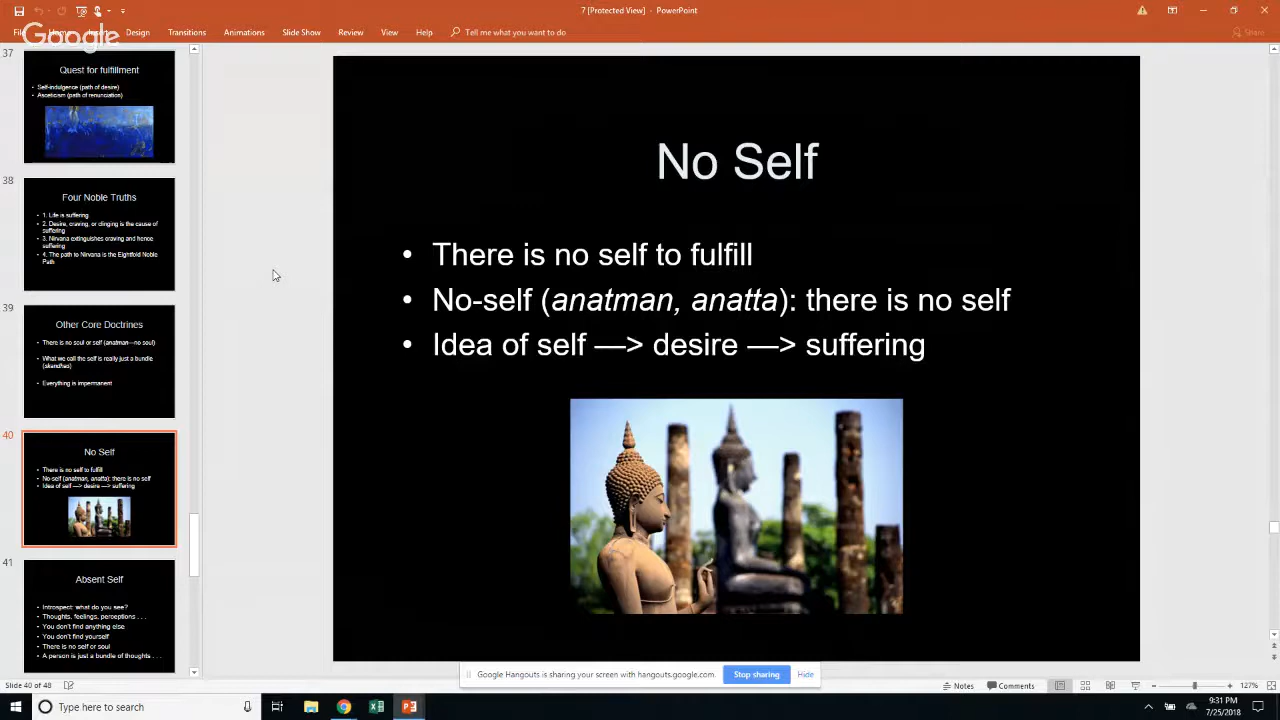 7 [Protected View] - PowerPoint
Google
Design
Transitions
Animations
Slide Show
Review
View
Help
Tell me what you want to do
Share
37
Quest for fulfillment
• Self-indulgence (path of desire)
• Asceticism (path of renunciation)
38
Four Noble Truths
• 1. Life is suffering
• 2. Desire, craving, or clinging is the cause of
suffering
• 3. Nirvana extinguishes craving and hence
suffering
• 4. The path to Nirvana is the Eightfold Noble
Path
39
Other Core Doctrines
• There is no soul or self (anatman—no soul)
• What we call the self is really just a bundle
(skandhas)
• Everything is impermanent
40
No Self
• There is no self to fulfill
• No-self (anatman, anatta): there is no self
• Idea of self —> desire —> suffering
41
Absent Self
• Introspect: what do you see?
• Thoughts, feelings, perceptions . . .
• You don't find anything else
• You don't find yourself
• There is no self or soul
• A person is just a bundle of thoughts . . .
No Self
• There is no self to fulfill
• No-self (anatman, anatta): there is no self
• Idea of self —> desire —> suffering
Google Hangouts is sharing your screen with hangouts.google.com.
Stop sharing
Hide
Slide 40 of 48
Notes
Comments
127%
Type here to search
9:31 PM
7/25/2018